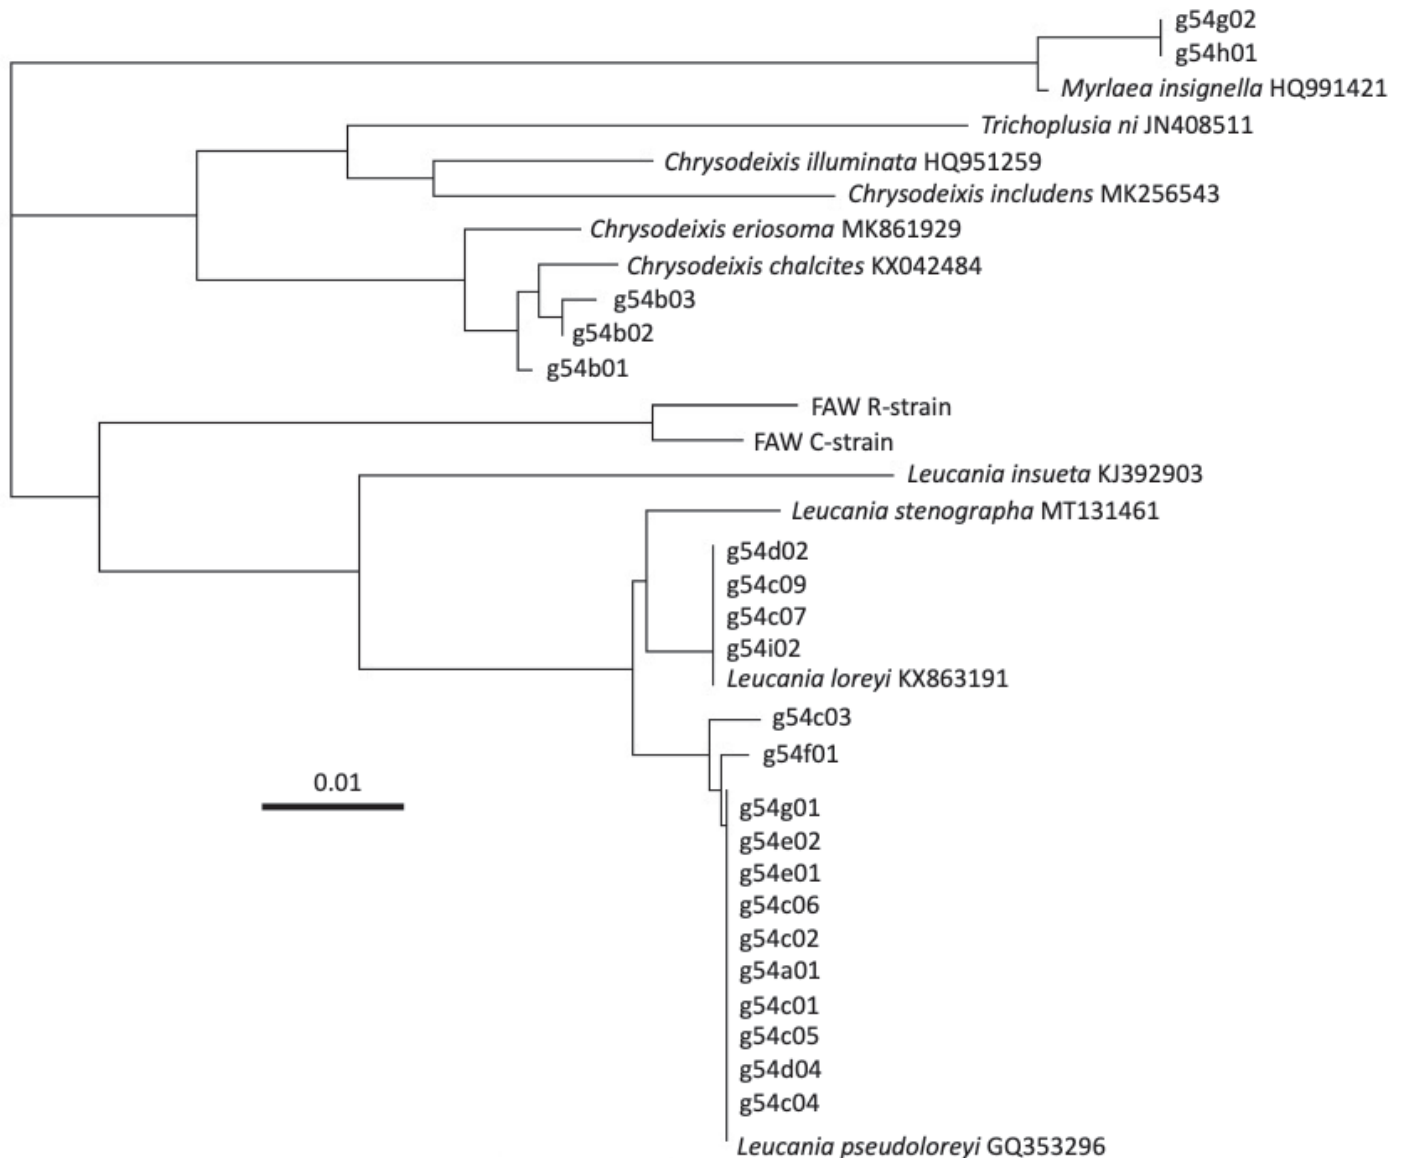 g54g02
g54h01
Myrlaea insignella HQ991421
Trichoplusia ni JN408511
Chrysodeixis illuminata HQ951259
Chrysodeixis includens MK256543
Chrysodeixis eriosoma MK861929
Chrysodeixis chalcites KX042484
g54b03
g54b02
g54b01
FAW R-strain
FAW C-strain
Leucania insueta KJ392903
Leucania stenographa MT131461
g54d02
g54c09
g54c07
g54i02
Leucania loreyi KX863191
g54c03
g54f01
0.01
g54g01
g54e02
g54e01
g54c06
g54c02
g54a01
g54c01
g54c05
g54d04
g54c04
Leucania pseudoloreyi GQ353296